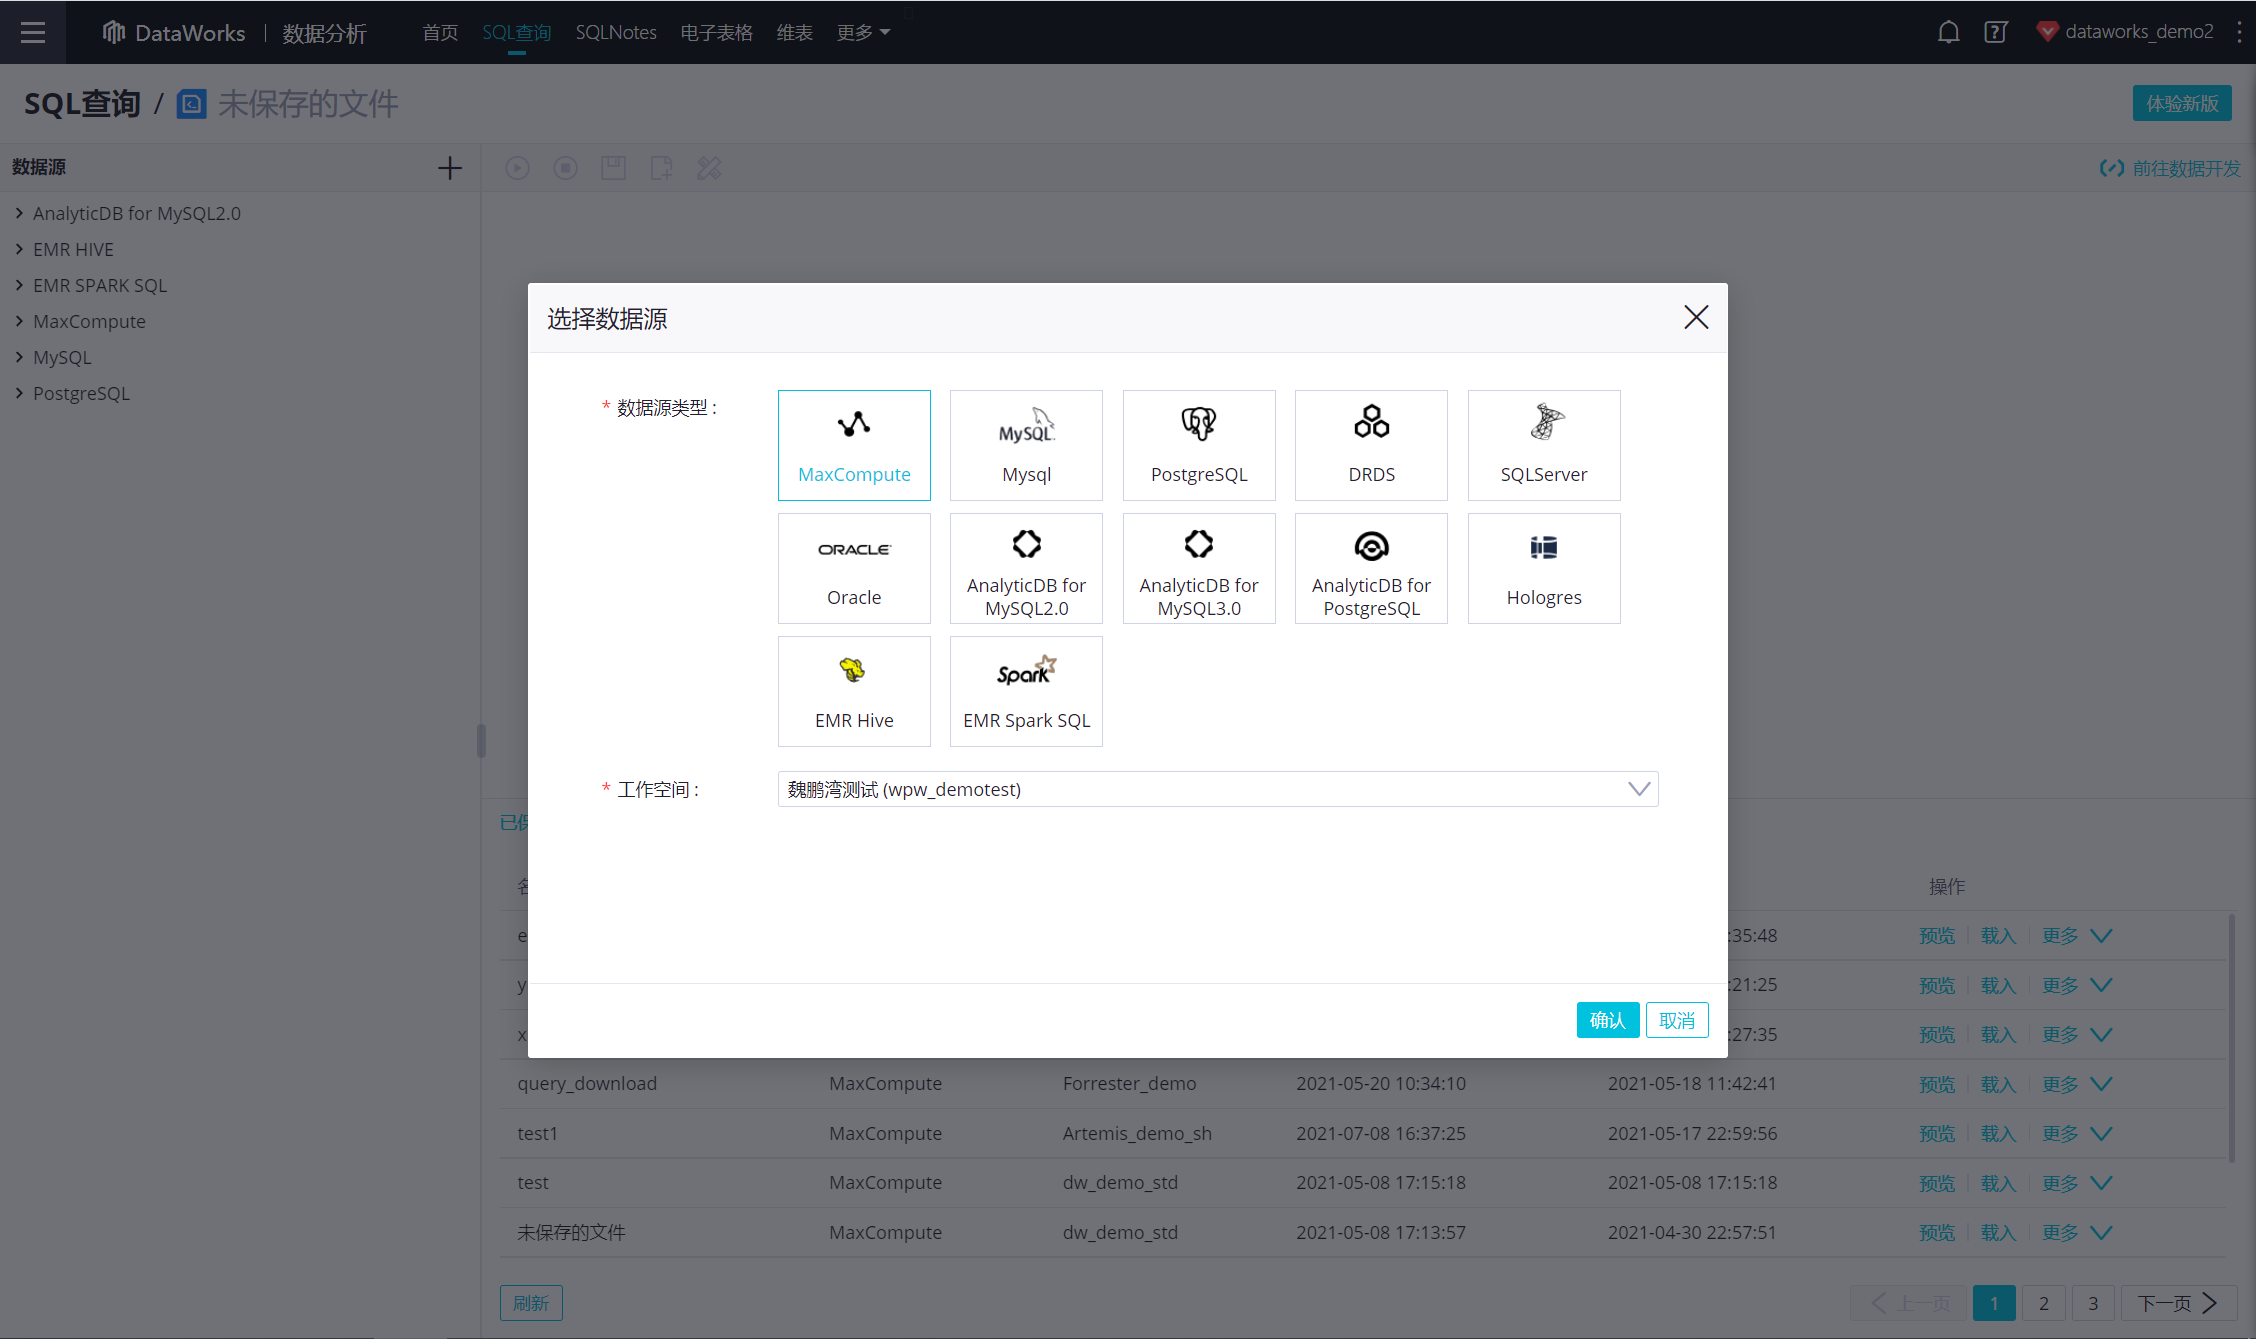 DataWorks | 数据分析 首页 SQL查询 SQLNotes 电子表格 维表 更多 dataworks_demo2
SQL查询 / 未保存的文件 体验新版
数据源 前往数据开发
AnalyticDB for MySQL2.0
EMR HIVE
EMR SPARK SQL
MaxCompute
MySQL
PostgreSQL
选择数据源
* 数据源类型 :
MaxCompute
MySQL
Mysql
PostgreSQL
DRDS
SQLServer
ORACLE
Oracle
AnalyticDB for
MySQL2.0
AnalyticDB for
MySQL3.0
AnalyticDB for
PostgreSQL
Hologres
EMR Hive
Spark
EMR Spark SQL
* 工作空间 : 魏鹏湾测试 (wpw_demotest)
确认 取消
已保
名 操作
e :35:48 预览 载入 更多
y :21:25 预览 载入 更多
x :27:35 预览 载入 更多
query_download MaxCompute Forrester_demo 2021-05-20 10:34:10 2021-05-18 11:42:41 预览 载入 更多
test1 MaxCompute Artemis_demo_sh 2021-07-08 16:37:25 2021-05-17 22:59:56 预览 载入 更多
test MaxCompute dw_demo_std 2021-05-08 17:15:18 2021-05-08 17:15:18 预览 载入 更多
未保存的文件 MaxCompute dw_demo_std 2021-05-08 17:13:57 2021-04-30 22:57:51 预览 载入 更多
刷新 上一页 1 2 3 下一页